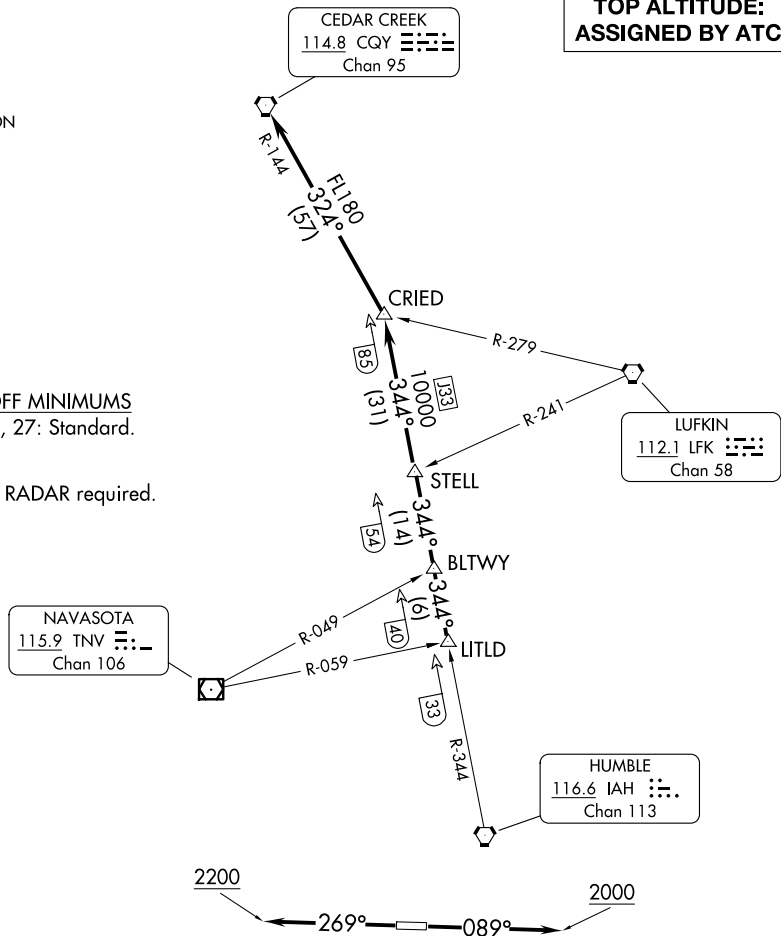 TOP ALTITUDE:
ASSIGNED BY ATC
CEDAR CREEK
114.8 CQY
Chan 95
ON
R-144
FL180
324°
(57)
CRIED
R-279
85
J33
10000
344°
(31)
OFF MINIMUMS
, 27: Standard.
R-241
LUFKIN
112.1 LFK
Chan 58
RADAR required.
STELL
344°
(14)
54
BLTWY
NAVASOTA
115.9 TNV
Chan 106
R-049
344°
(6)
40
R-059
LITLD
33
R-344
HUMBLE
116.6 IAH
Chan 113
2200
2000
269°
089°